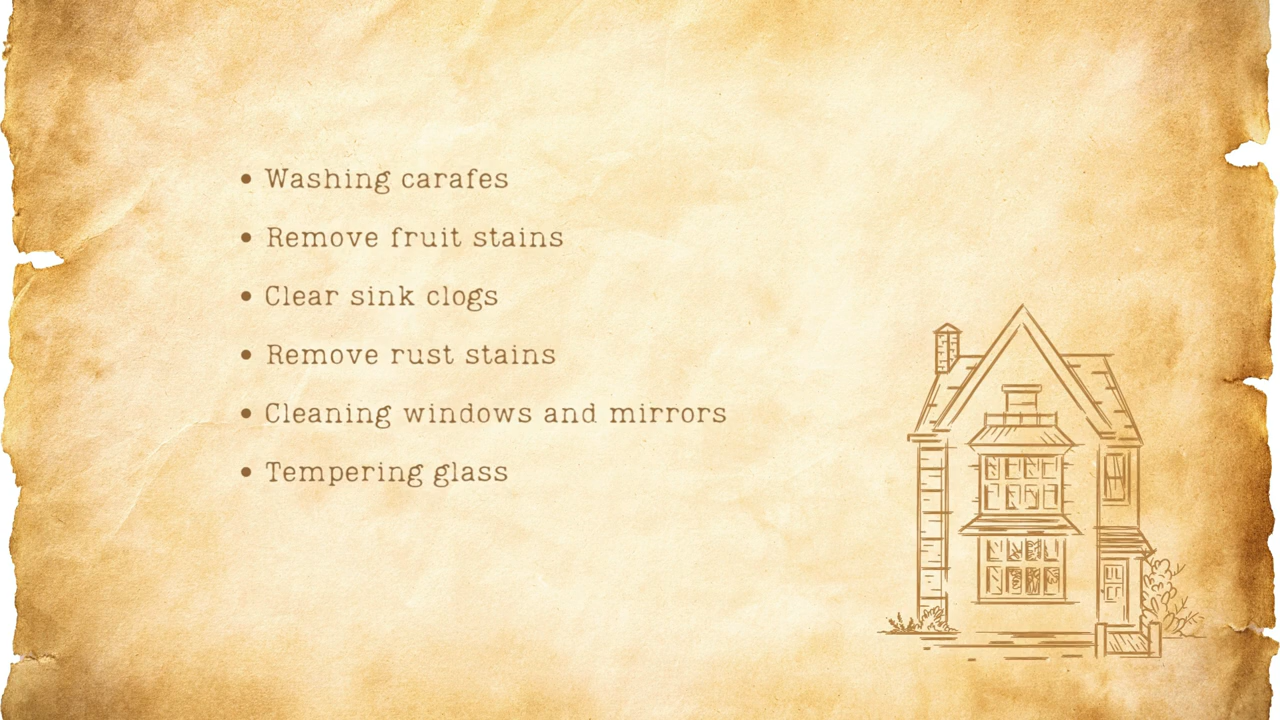 • Washing carafes
• Remove fruit stains
• Clear sink clogs
• Remove rust stains
• Cleaning windows and mirrors
• Tempering glass